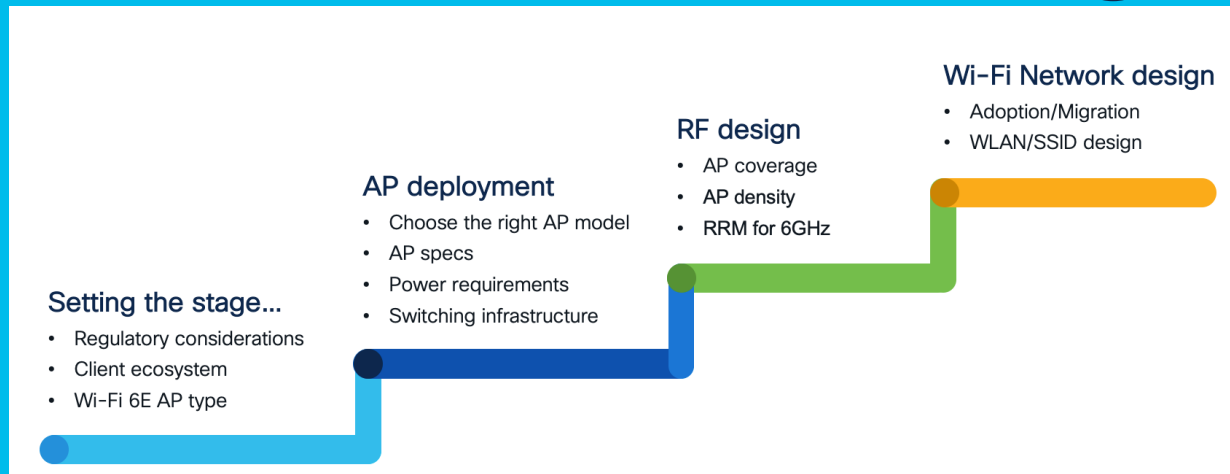 Setting the stage...
• Regulatory considerations
• Client ecosystem
• Wi-Fi 6E AP type
AP deployment
• Choose the right AP model
• AP specs
• Power requirements
• Switching infrastructure
RF design
• AP coverage
• AP density
• RRM for 6GHz
Wi-Fi Network design
• Adoption/Migration
• WLAN/SSID design